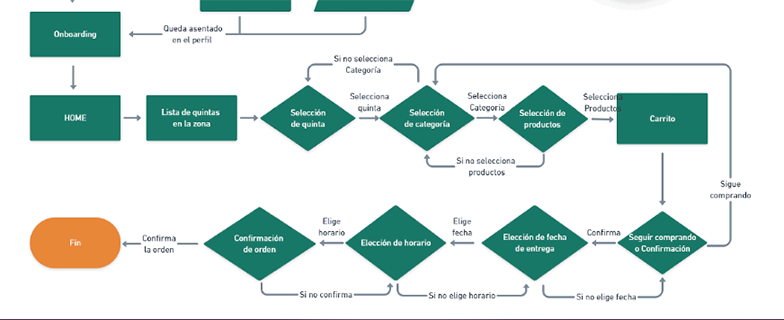 Queda asentado
en el perfil
Onboarding
Si no selecciona
Categoría
HOME
Lista de quintas
en la zona
Selección
de quinta
Selecciona
quinta
Selección
de categoría
Selecciona
Categoría
Selección de
productos
Selecciona
Productos
Carrito
Si no selecciona
productos
Sigue
comprando
Fin
Confirma
la orden
Confirmación
de orden
Elige
horario
Elección de horario
Elige
fecha
Elección de fecha
de entrega
Confirma
Seguir comprando
o Confirmación
Si no confirma
Si no elige horario
Si no elige fecha